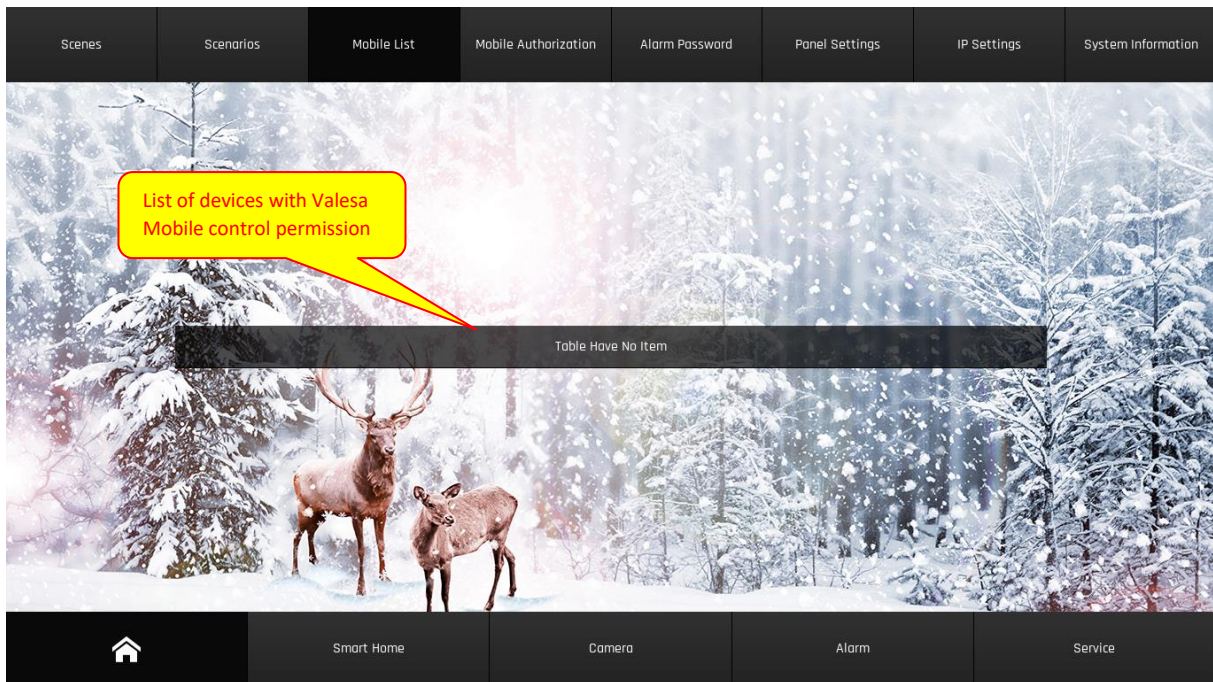 Scenes
Scenarios
Mobile List
Mobile Authorization
Alarm Password
Panel Settings
IP Settings
System Information
List of devices with Valesa
Mobile control permission
Table Have No Item
Smart Home
Camera
Alarm
Service